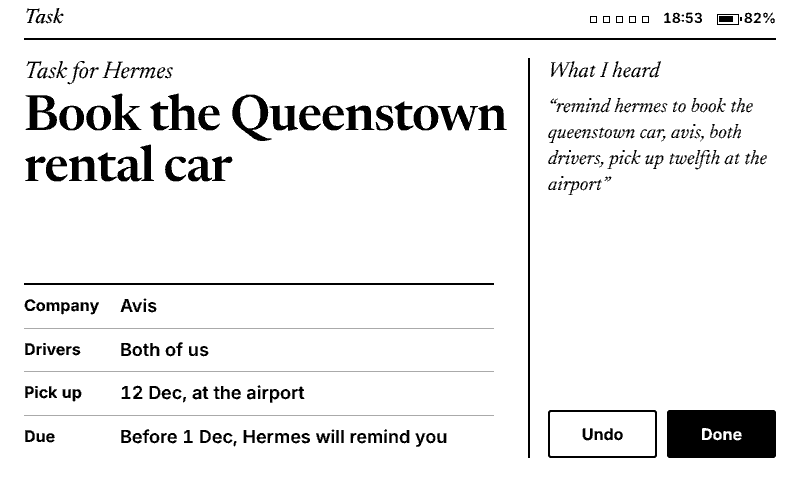 Task
18:53 82%
Task for Hermes
Book the Queenstown
rental car
Company Avis
Drivers Both of us
Pick up 12 Dec, at the airport
Due Before 1 Dec, Hermes will remind you
What I heard
“remind hermes to book the
queenstown car, avis, both
drivers, pick up twelfth at the
airport”
Undo
Done